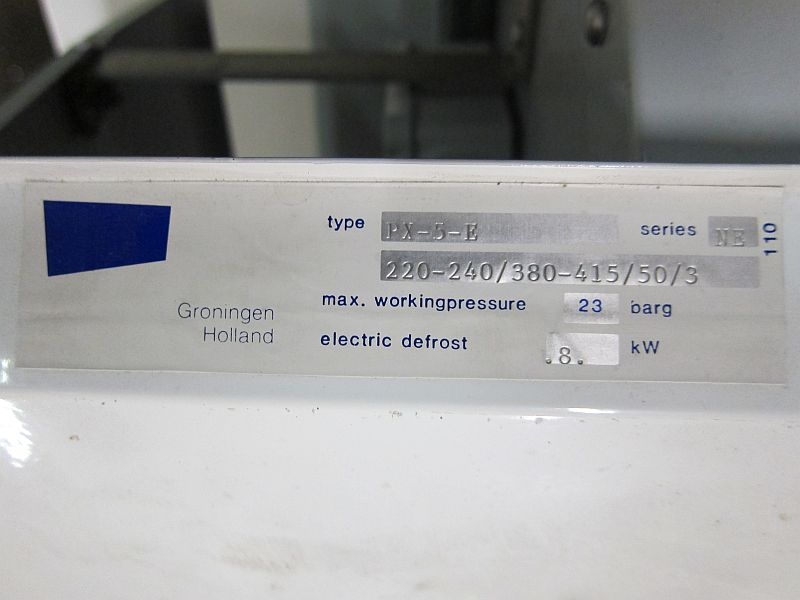 type PX-5-E series NE 110
220-240/380-415/50/3
Groningen
Holland
max. workingpressure 23 barg
electric defrost .8. kW